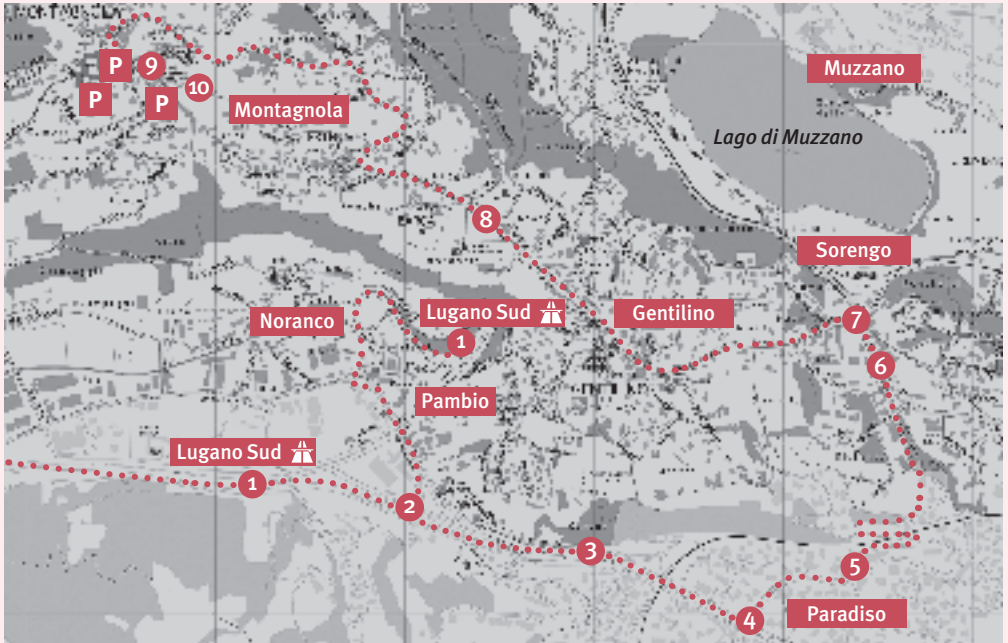 P
9
P
P
10
Montagnola
Muzzano
Lago di Muzzano
8
Sorengo
Noranco
Lugano Sud
1
Gentilino
7
6
Pambio
Lugano Sud
1
2
3
5
4
Paradiso